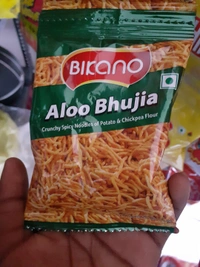 BIKANO
Aloo Bhujia
Crunchy Spicy Noodles of Potato & Chickpea Flour